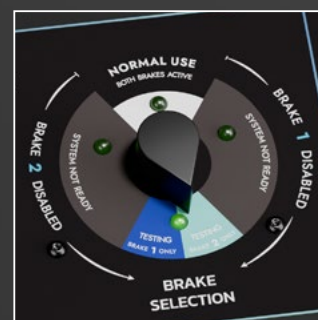 NORMAL USE
BOTH BRAKES ACTIVE
BRAKE 2 DISABLED
SYSTEM NOT READY
SYSTEM NOT READY
BRAKE 1 DISABLED
TESTING
BRAKE 1 ONLY
TESTING
BRAKE 2 ONLY
BRAKE
SELECTION